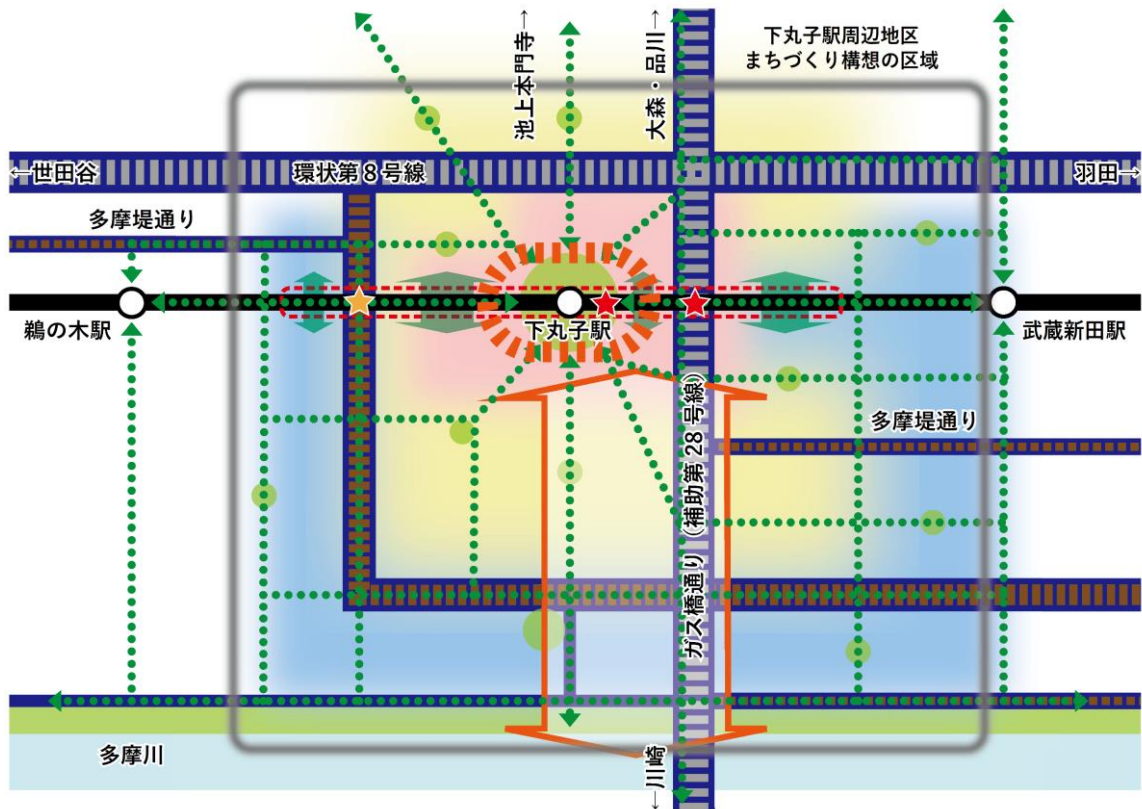 下丸子駅周辺地区
まちづくり構想の区域
池上本門寺→
大森・品川→
←世田谷
環状第8号線
羽田→
多摩堤通り
鵜の木駅
下丸子駅
武蔵新田駅
多摩堤通り
ガス橋通り（補助第28号線）
多摩川
←川崎